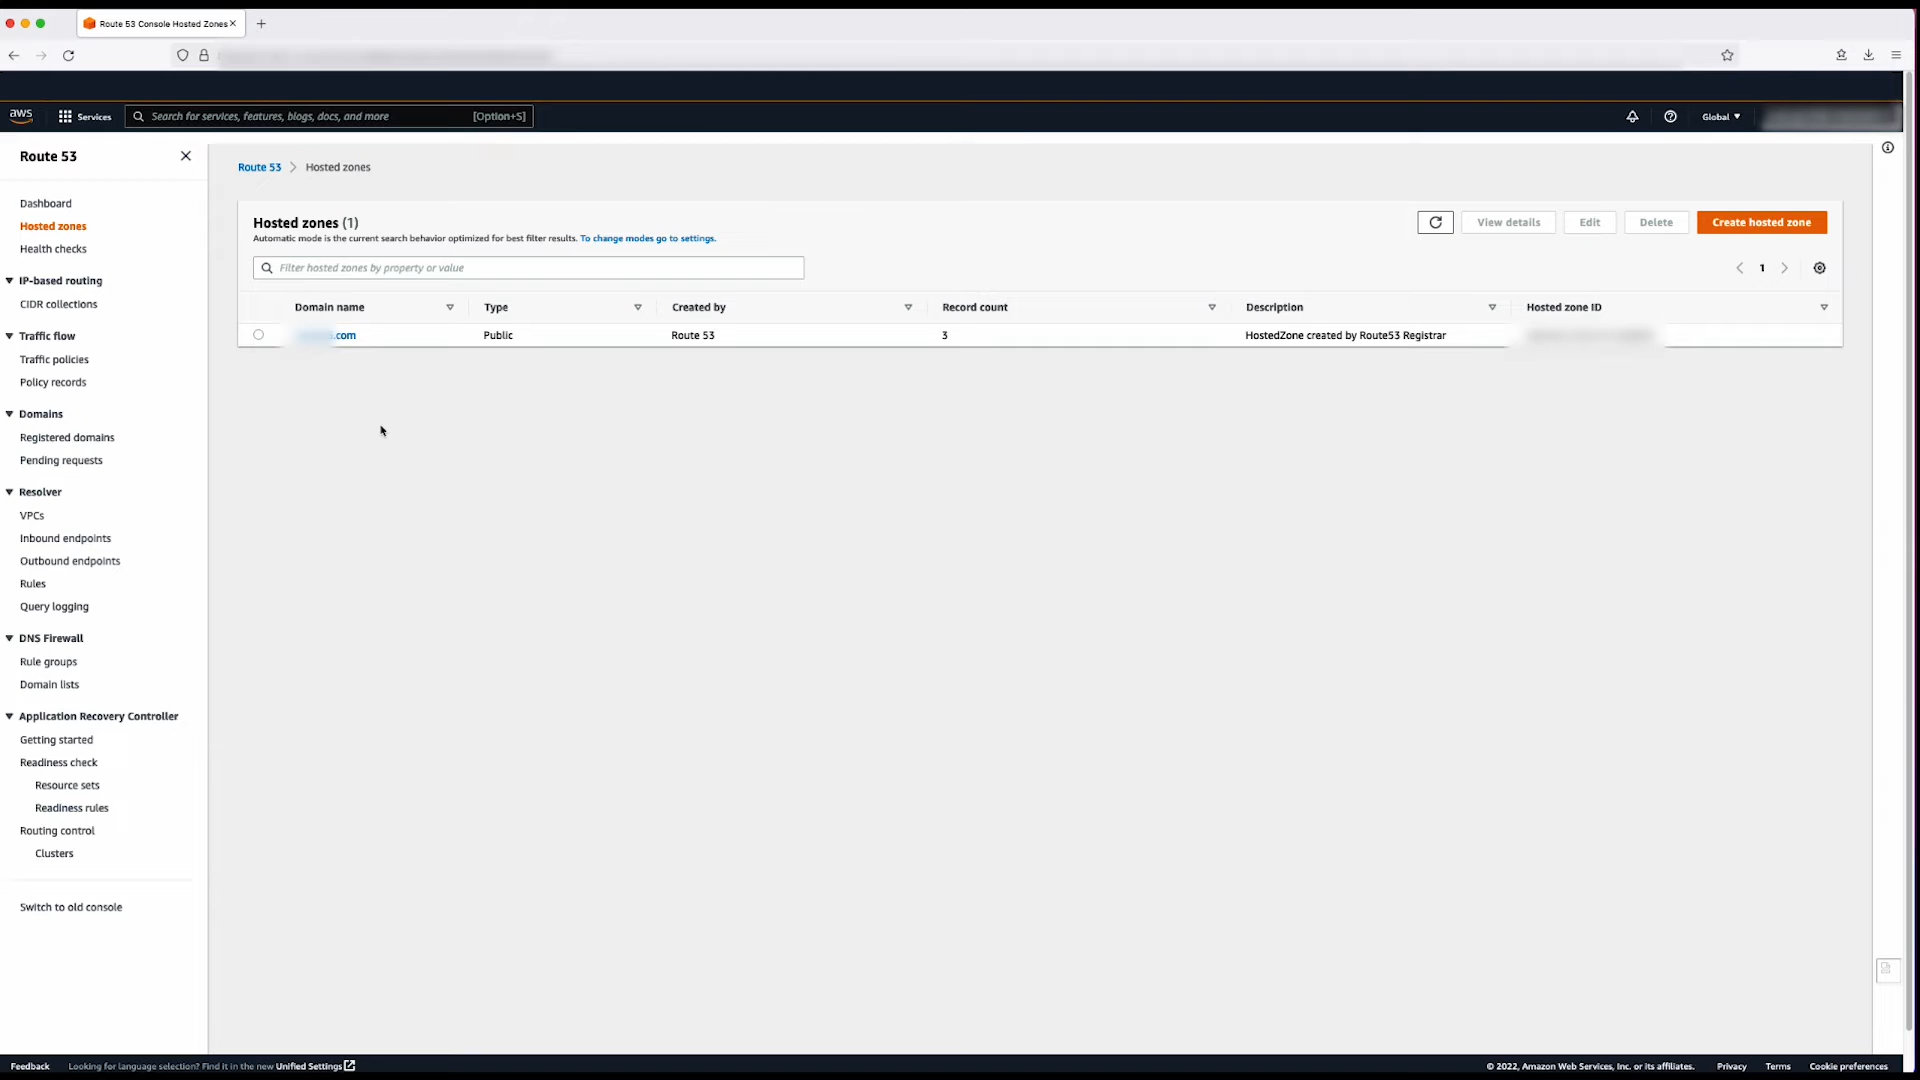 Route 53 Console Hosted Zones
aws
Services
Search for services, features, blogs, docs, and more
[Option+S]
Global
Route 53
Dashboard
Hosted zones
Health checks
IP-based routing
CIDR collections
Traffic flow
Traffic policies
Policy records
Domains
Registered domains
Pending requests
Resolver
VPCs
Inbound endpoints
Outbound endpoints
Rules
Query logging
DNS Firewall
Rule groups
Domain lists
Application Recovery Controller
Getting started
Readiness check
Resource sets
Readiness rules
Routing control
Clusters
Switch to old console
Route 53 > Hosted zones
Hosted zones (1)
Automatic mode is the current search behavior optimized for best filter results. To change modes go to settings.
View details
Edit
Delete
Create hosted zone
Filter hosted zones by property or value
1
Domain name Type Created by Record count Description Hosted zone ID
.com Public Route 53 3 HostedZone created by Route53 Registrar
Feedback Looking for language selection? Find it in the new Unified Settings
© 2022, Amazon Web Services, Inc. or its affiliates. Privacy Terms Cookie preferences